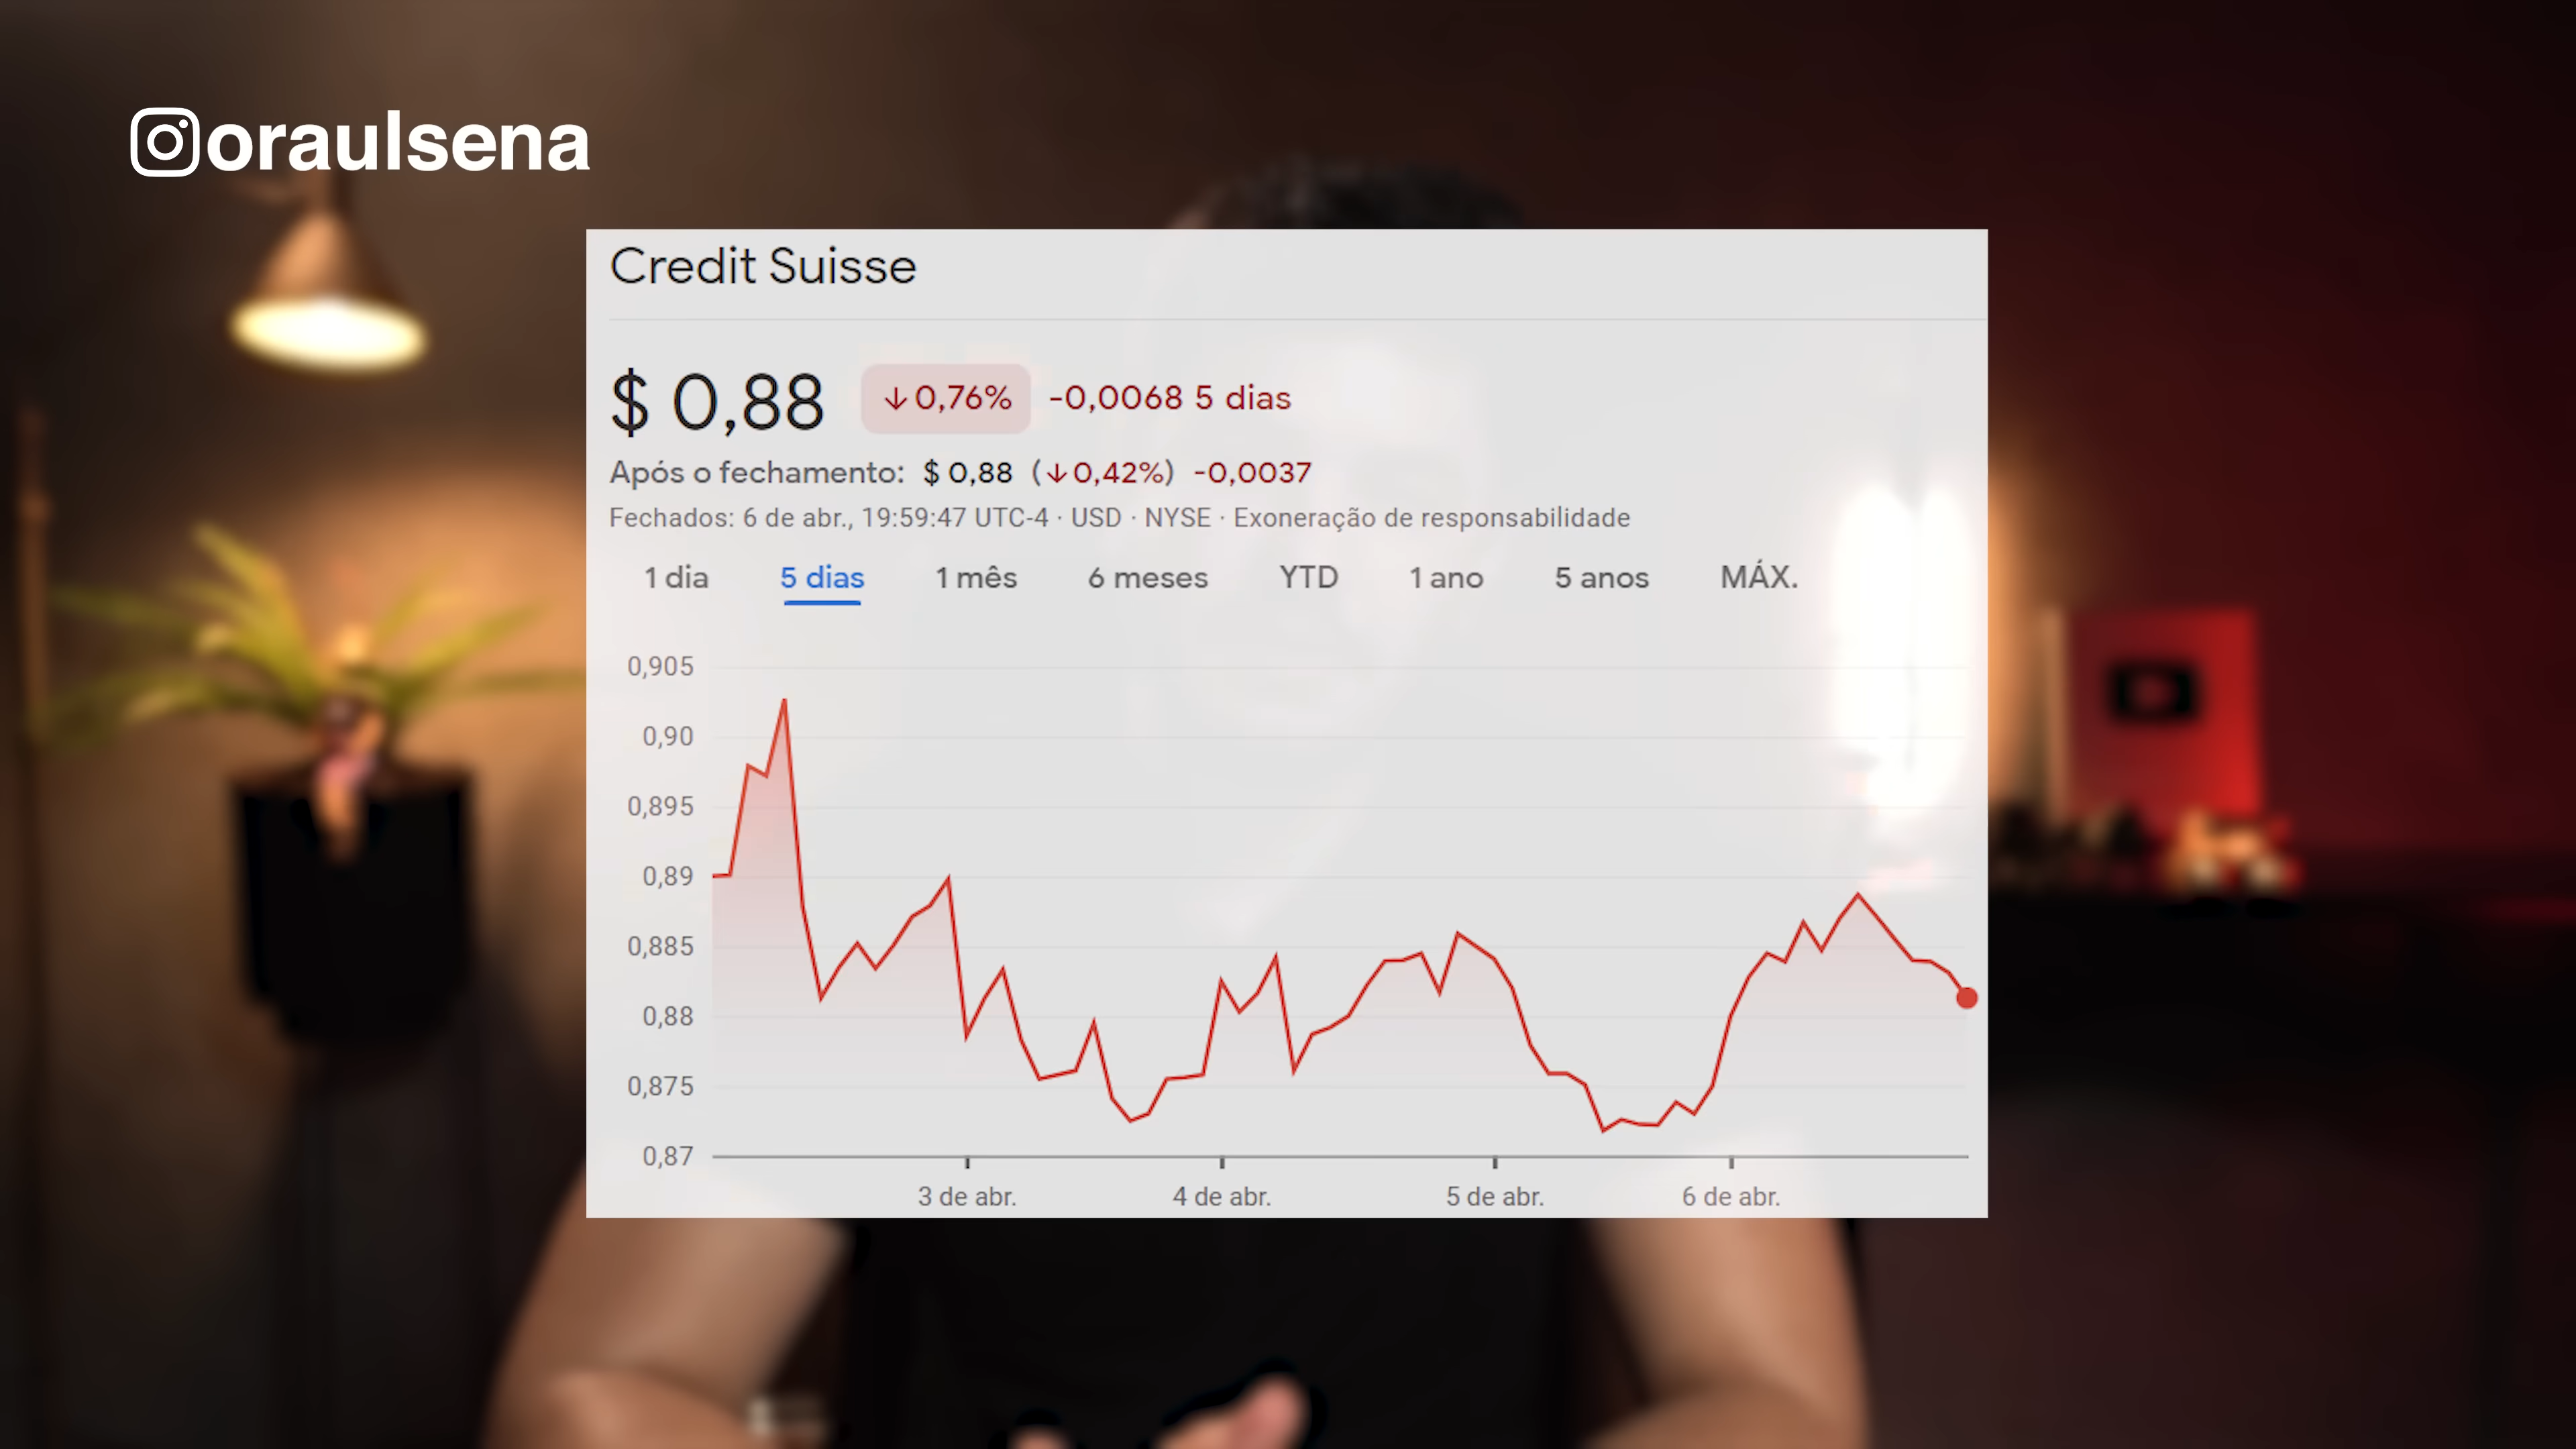 oraulsena
Credit Suisse
$ 0,88 ↓ 0,76% -0,0068 5 dias
Após o fechamento: $ 0,88 (↓ 0,42%) -0,0037
Fechados: 6 de abr., 19:59:47 UTC-4 · USD · NYSE · Exoneração de responsabilidade
1 dia 5 dias 1 mês 6 meses YTD 1 ano 5 anos MÁX.
0,905
0,90
0,895
0,89
0,885
0,88
0,875
0,87
3 de abr. 4 de abr. 5 de abr. 6 de abr.